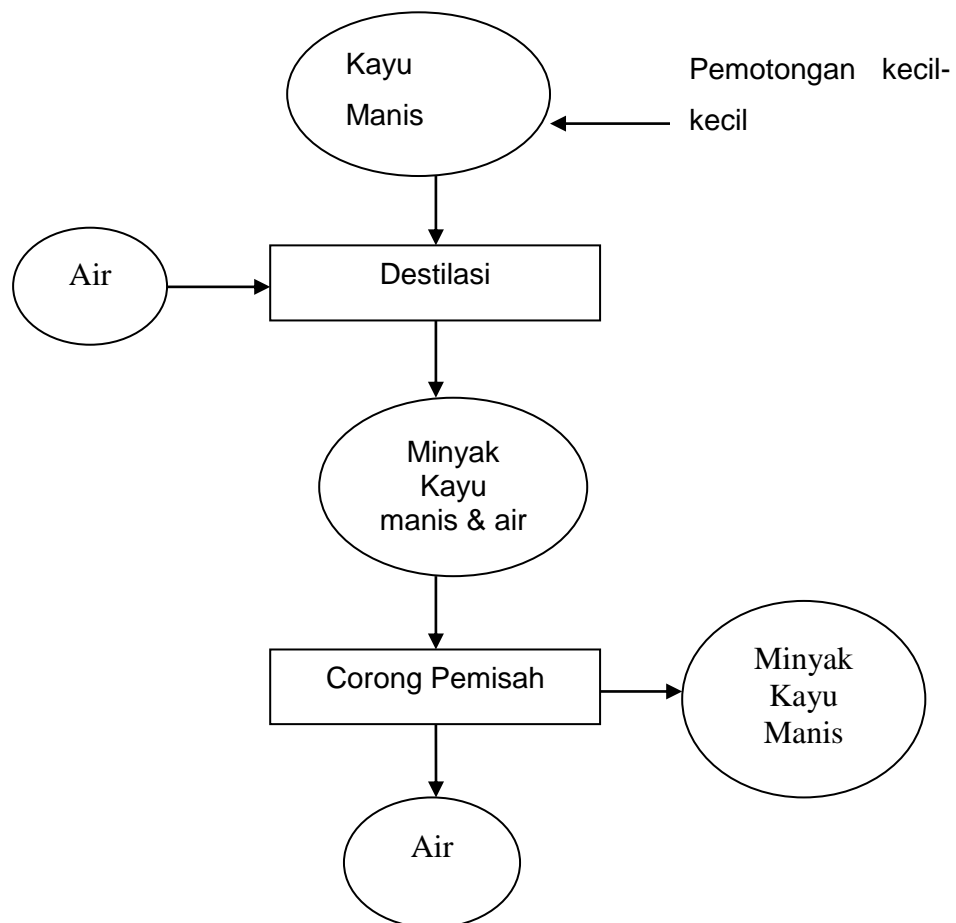 Kayu
Manis
Pemotongan kecil-
kecil
Air
Destilasi
Minyak
Kayu
manis & air
Corong Pemisah
Minyak
Kayu
Manis
Air